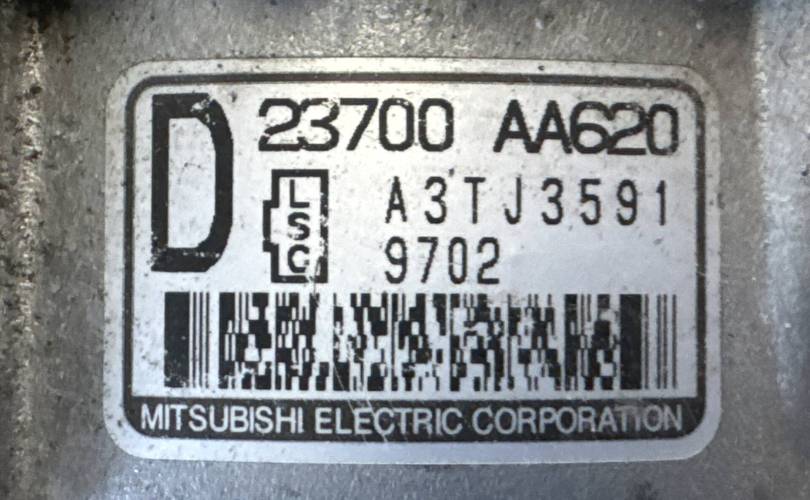 D 23700 AA620
LSC A3TJ3591
9702
MITSUBISHI ELECTRIC CORPORATION